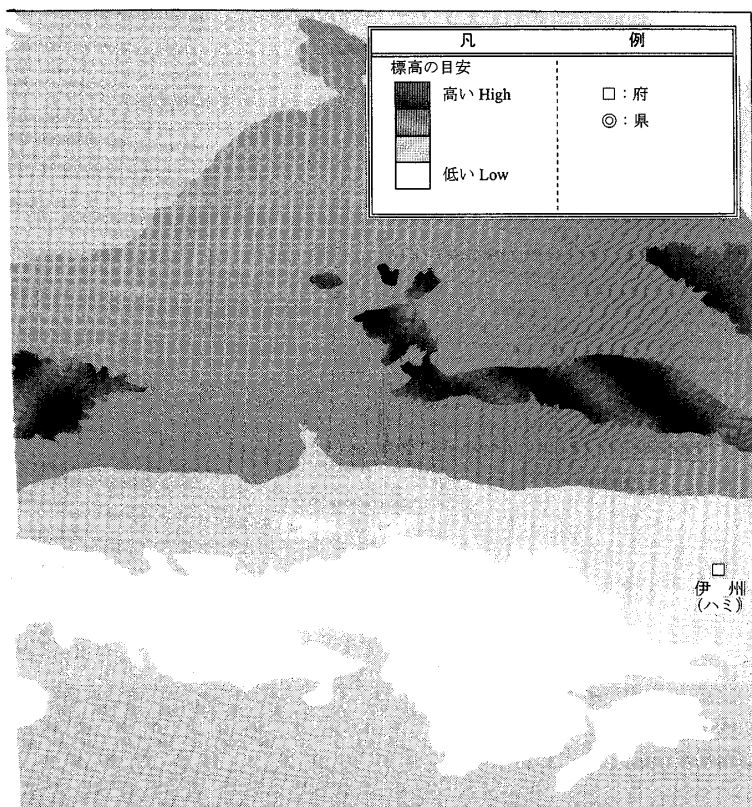 凡 例
標高の目安
高い High
低い Low
□：府
◎：県
伊 州
（ハミ）